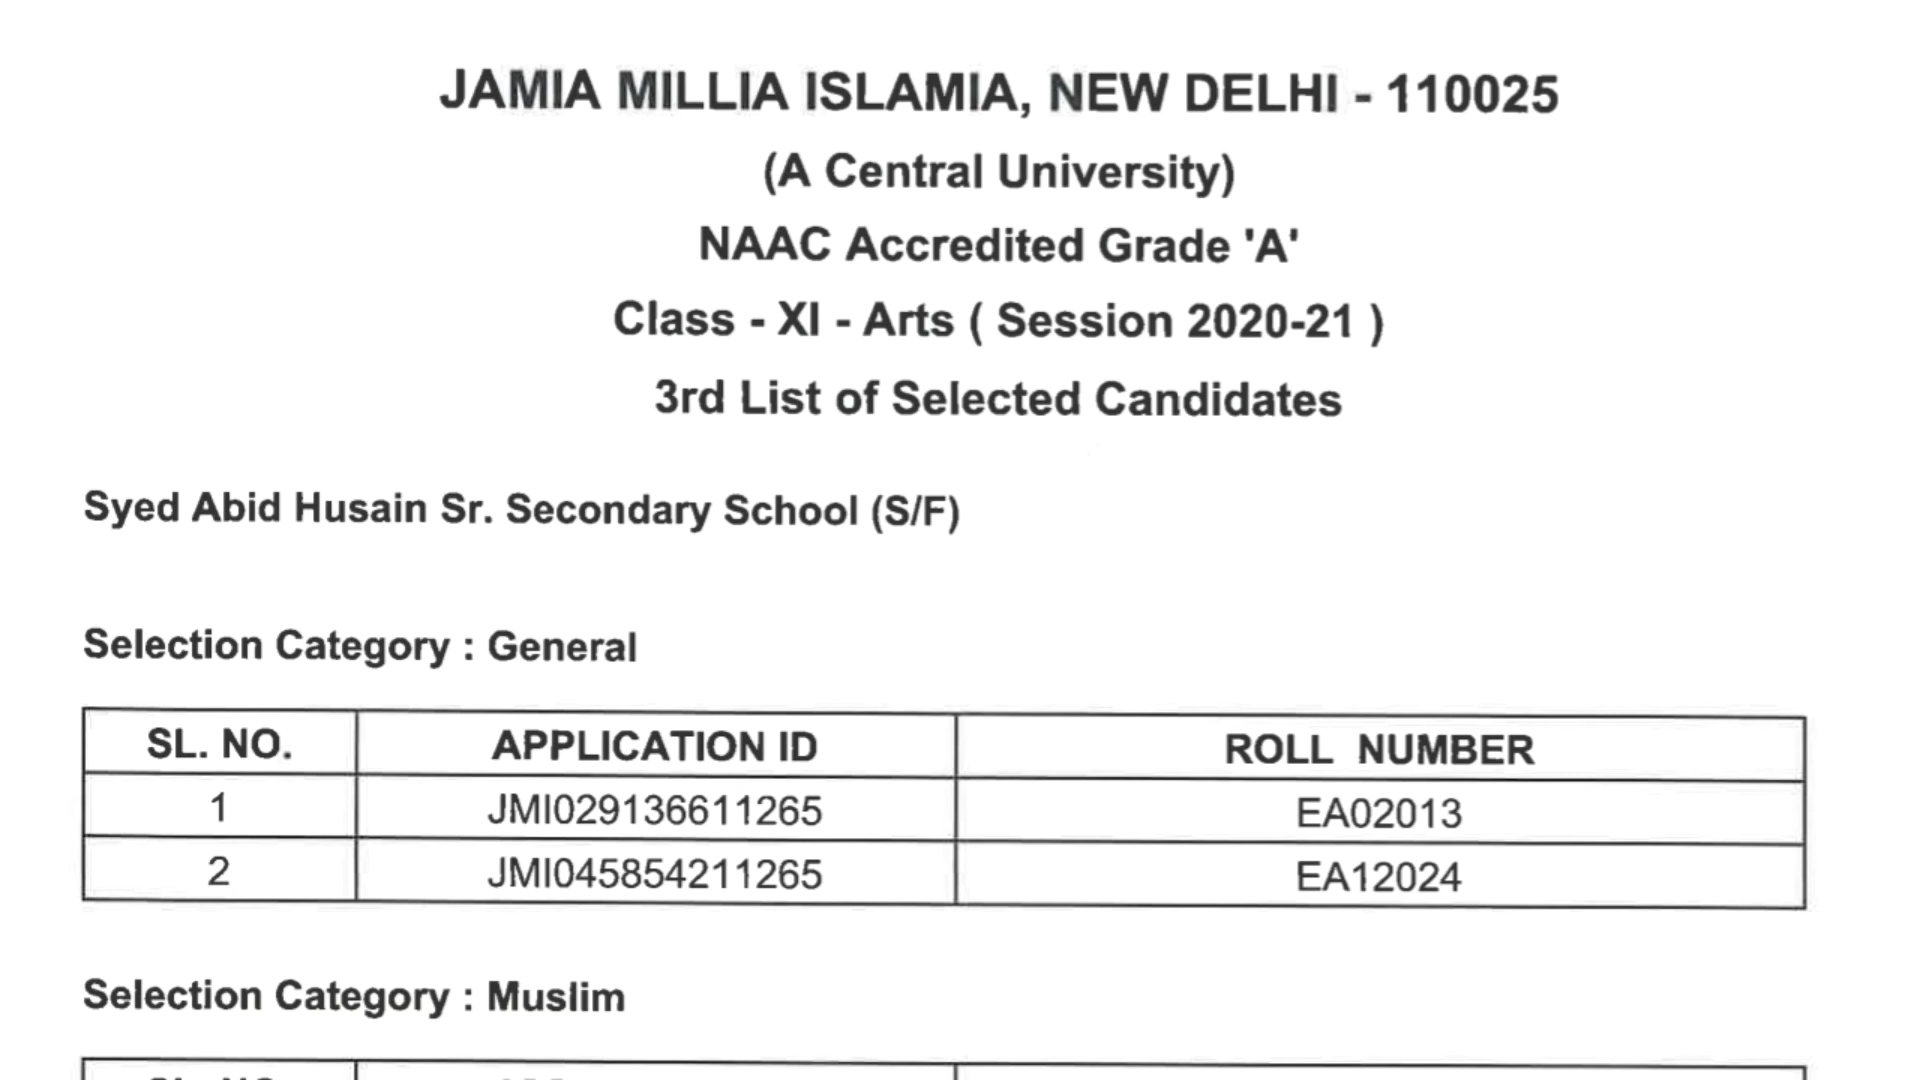 JAMIA MILLIA ISLAMIA, NEW DELHI - 110025
(A Central University)
NAAC Accredited Grade 'A'
Class - XI - Arts ( Session 2020-21 )
3rd List of Selected Candidates
Syed Abid Husain Sr. Secondary School (S/F)
Selection Category : General
SL. NO. APPLICATION ID ROLL NUMBER
1 JMI029136611265 EA02013
2 JMI045854211265 EA12024
Selection Category : Muslim